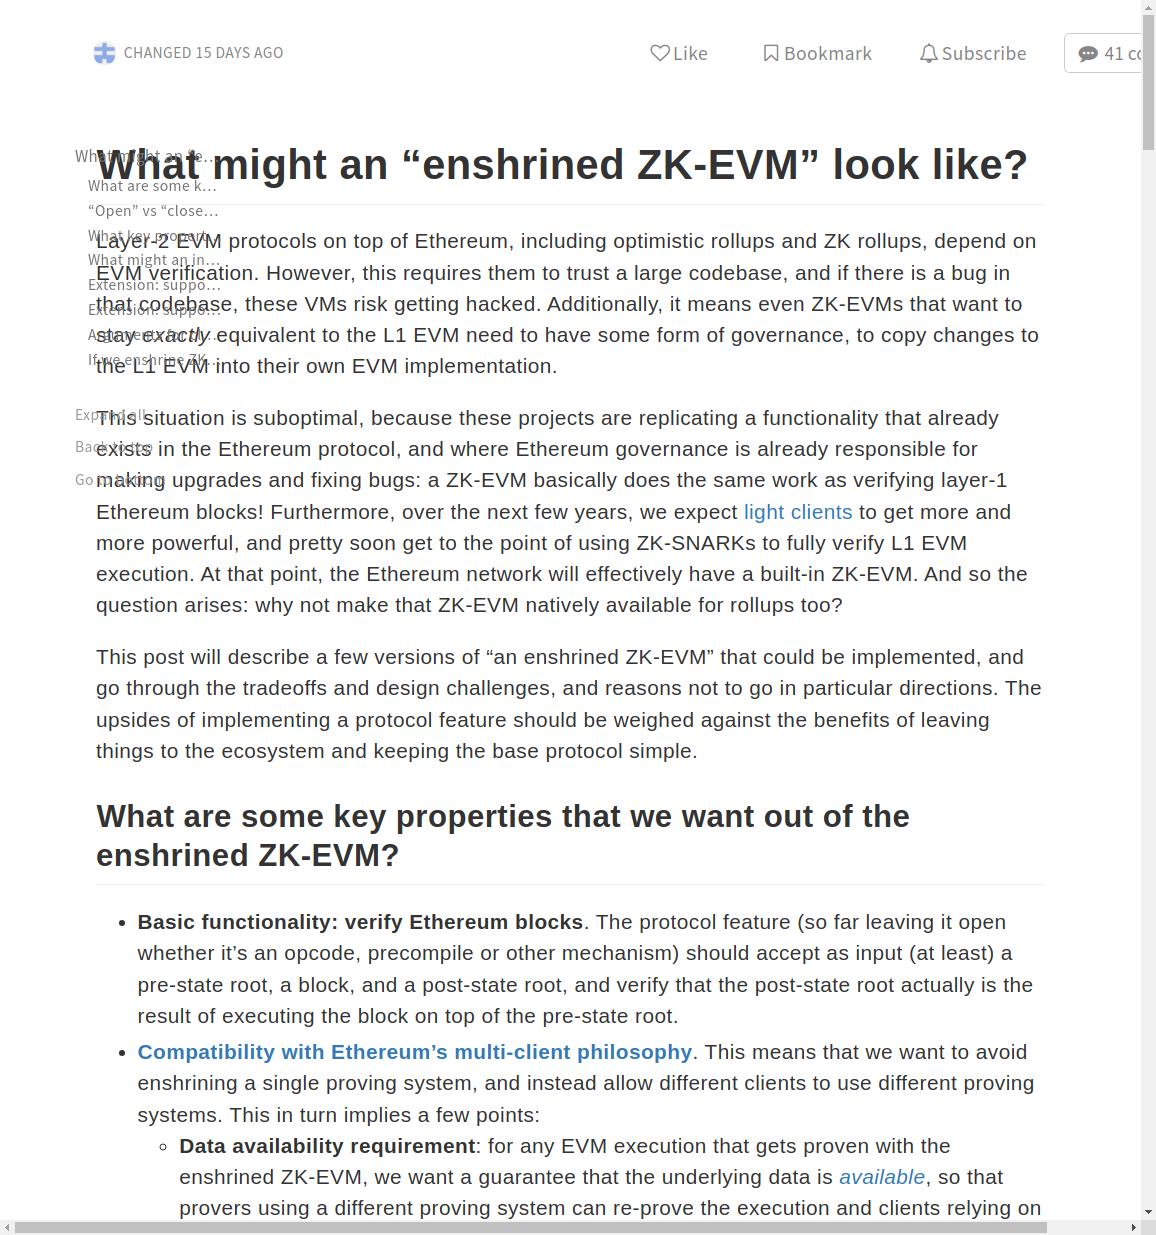 CHANGED 15 DAYS AGO
Like
Bookmark
Subscribe
41 co
What might an “enshrined ZK-EVM” look like?
What might an “e…
What are some k…
“Open” vs “close…
What key propert…
What might an in…
Extension: suppo…
Extension: suppo…
If we enshrine ZK…
Expand all
Back to top
Go to bottom
Layer-2 EVM protocols on top of Ethereum, including optimistic rollups and ZK rollups, depend on
EVM verification. However, this requires them to trust a large codebase, and if there is a bug in
that codebase, these VMs risk getting hacked. Additionally, it means even ZK-EVMs that want to
stay exactly equivalent to the L1 EVM need to have some form of governance, to copy changes to
the L1 EVM into their own EVM implementation.
This situation is suboptimal, because these projects are replicating a functionality that already
exists in the Ethereum protocol, and where Ethereum governance is already responsible for
making upgrades and fixing bugs: a ZK-EVM basically does the same work as verifying layer-1
Ethereum blocks! Furthermore, over the next few years, we expect light clients to get more and
more powerful, and pretty soon get to the point of using ZK-SNARKs to fully verify L1 EVM
execution. At that point, the Ethereum network will effectively have a built-in ZK-EVM. And so the
question arises: why not make that ZK-EVM natively available for rollups too?
This post will describe a few versions of “an enshrined ZK-EVM” that could be implemented, and
go through the tradeoffs and design challenges, and reasons not to go in particular directions. The
upsides of implementing a protocol feature should be weighed against the benefits of leaving
things to the ecosystem and keeping the base protocol simple.
What are some key properties that we want out of the
enshrined ZK-EVM?
Basic functionality: verify Ethereum blocks. The protocol feature (so far leaving it open
whether it’s an opcode, precompile or other mechanism) should accept as input (at least) a
pre-state root, a block, and a post-state root, and verify that the post-state root actually is the
result of executing the block on top of the pre-state root.
Compatibility with Ethereum’s multi-client philosophy. This means that we want to avoid
enshrining a single proving system, and instead allow different clients to use different proving
systems. This in turn implies a few points:
Data availability requirement: for any EVM execution that gets proven with the
enshrined ZK-EVM, we want a guarantee that the underlying data is available, so that
provers using a different proving system can re-prove the execution and clients relying on